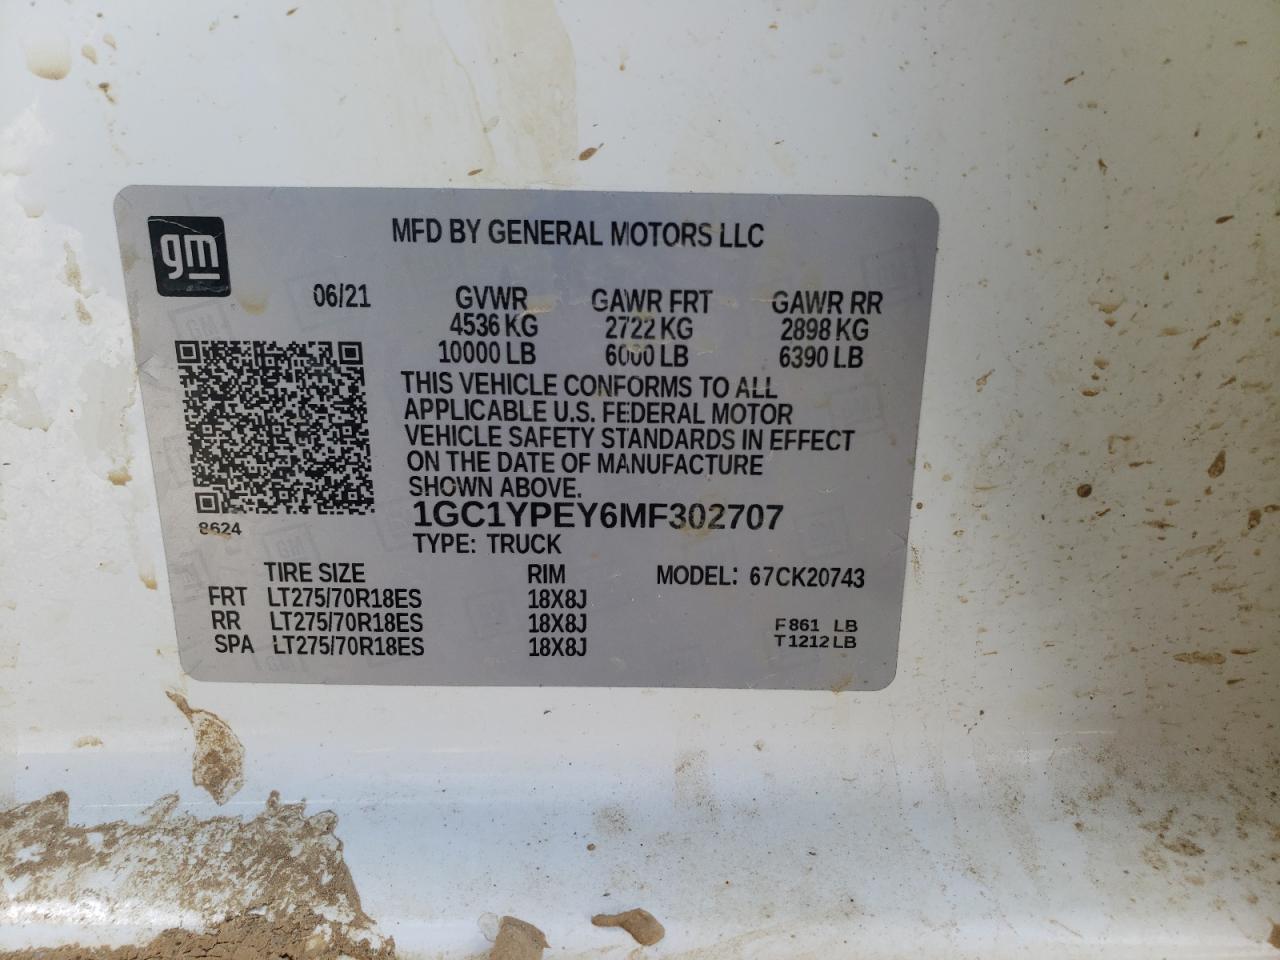 gm
MFD BY GENERAL MOTORS LLC
06/21 GVWR GAWR FRT GAWR RR
4536 KG 2722 KG 2898 KG
10000 LB 6000 LB 6390 LB
THIS VEHICLE CONFORMS TO ALL
APPLICABLE U.S. FEDERAL MOTOR
VEHICLE SAFETY STANDARDS IN EFFECT
ON THE DATE OF MANUFACTURE
SHOWN ABOVE.
8624 1GC1YPEY6MF302707
TYPE: TRUCK
TIRE SIZE RIM MODEL: 67CK20743
FRT LT275/70R18ES 18X8J
RR LT275/70R18ES 18X8J F 861 LB
SPA LT275/70R18ES 18X8J T 1212 LB